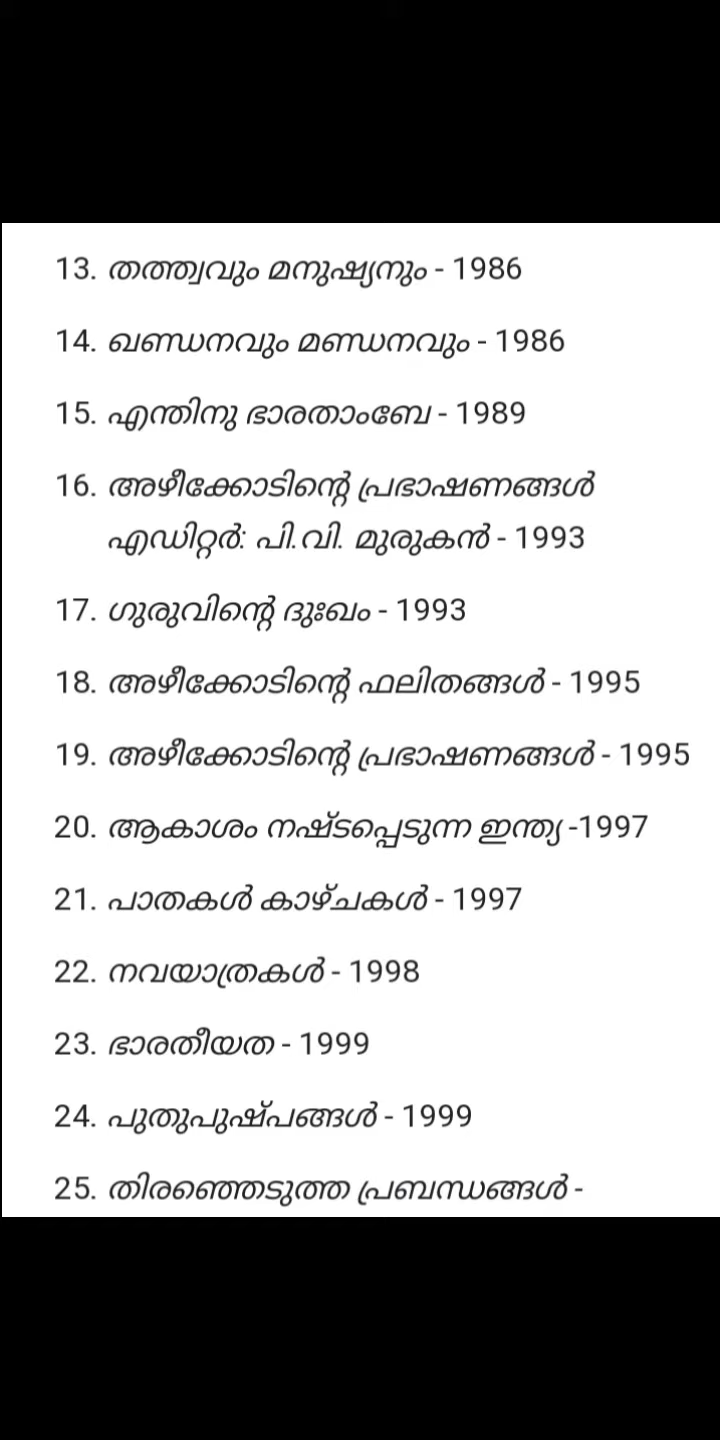 13. തത്ത്വവും മനുഷ്യനും - 1986
14. ഖണ്ഡനവും മണ്ഡനവും - 1986
15. എന്തിനു ഭാരതാംബേ - 1989
16. അഴീക്കോടിന്റെ പ്രഭാഷണങ്ങൾ
എഡിറ്റർ: പി.വി. മുരുകൻ - 1993
17. ഗുരുവിന്റെ ദുഃഖം - 1993
18. അഴീക്കോടിന്റെ ഫലിതങ്ങൾ - 1995
19. അഴീക്കോടിന്റെ പ്രഭാഷണങ്ങൾ - 1995
20. ആകാശം നഷ്ടപ്പെടുന്ന ഇന്ത്യ -1997
21. പാതകൾ കാഴ്ചകൾ - 1997
22. നവയാത്രകൾ - 1998
23. ഭാരതീയത - 1999
24. പുതുപുഷ്പങ്ങൾ - 1999
25. തിരഞ്ഞെടുത്ത പ്രബന്ധങ്ങൾ -